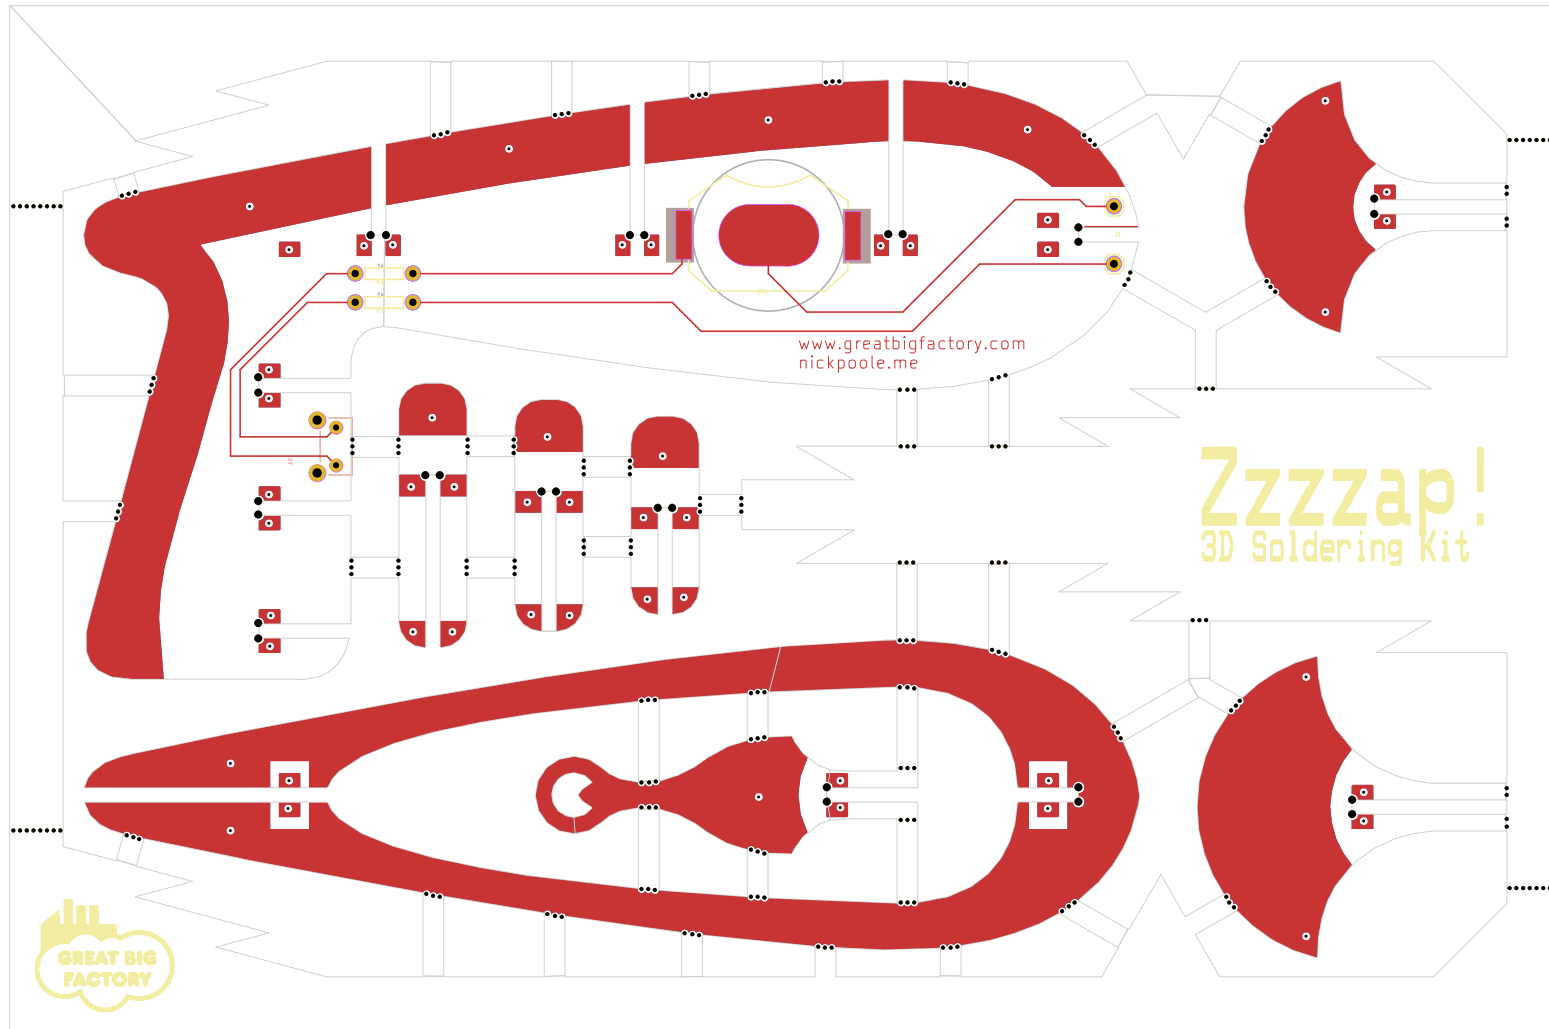 www.greatbigfactory.com
nickpoole.me
Zzzzap!
3D Soldering Kit
GREAT BIG
FACTORY